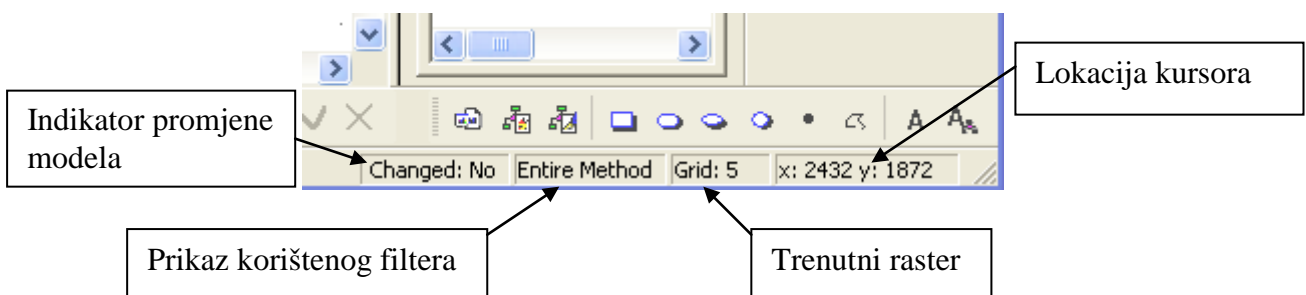 Lokacija kursora
Indikator promjene
modela
A A
Changed: No Entire Method Grid: 5 x: 2432 y: 1872
Prikaz korištenog filtera
Trenutni raster